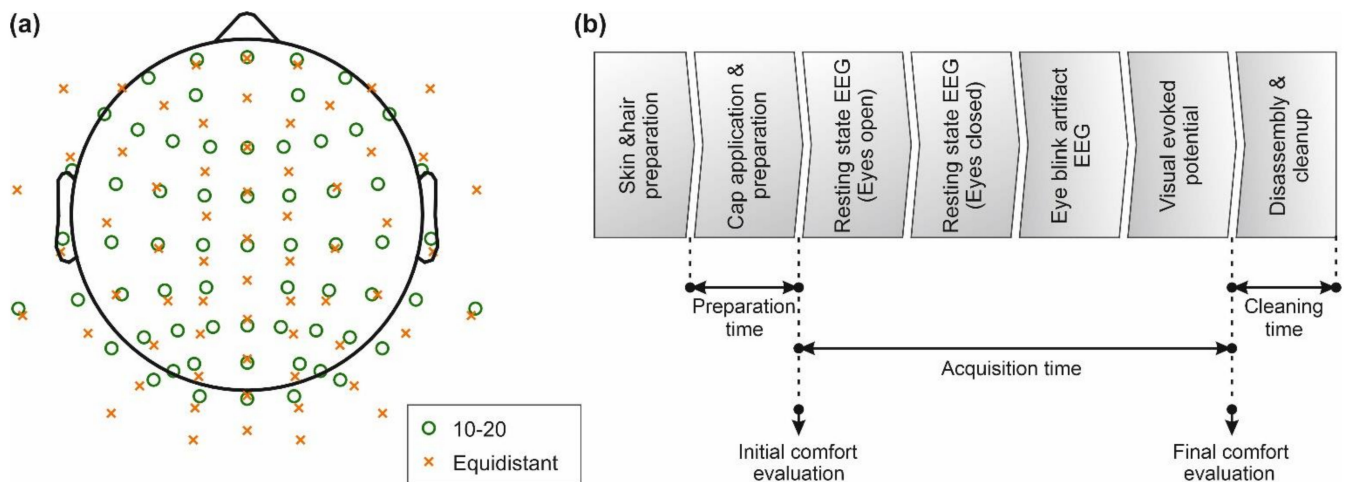 (a)
10-20
Equidistant
(b)
Skin &hair
preparation
Cap application &
preparation
Resting state EEG
(Eyes open)
Resting state EEG
(Eyes closed)
Eye blink artifact
EEG
Visual evoked
potential
Disassembly &
cleanup
Preparation
time
Cleaning
time
Acquisition time
Initial comfort
evaluation
Final comfort
evaluation